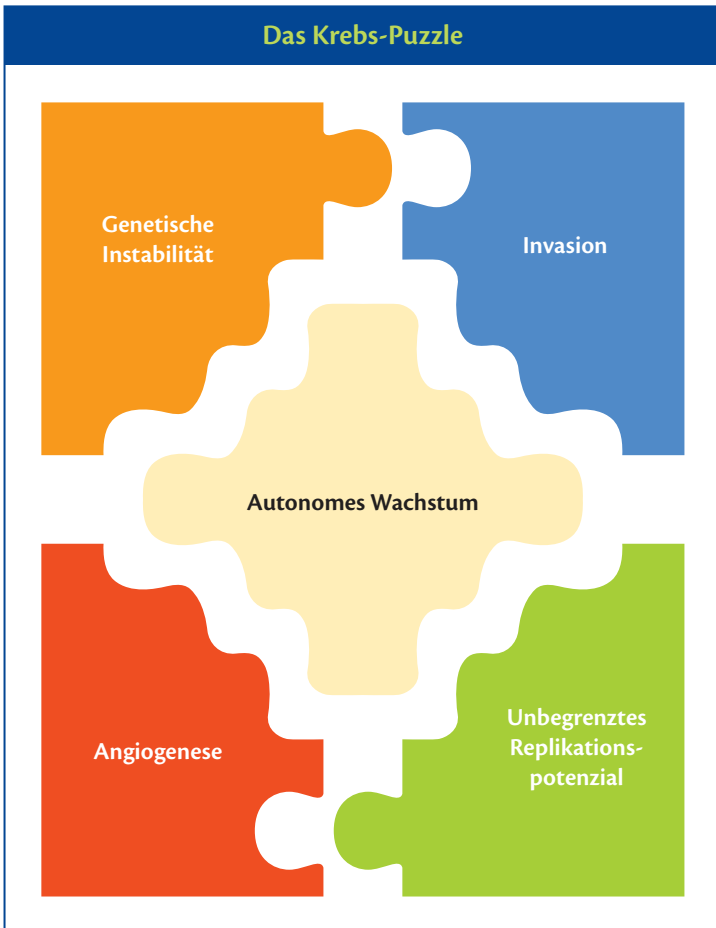 Das Krebs-Puzzle
Genetische
Instabilität
Invasion
Autonomes Wachstum
Angiogenese
Unbegrenztes
Replikations-
potenzial